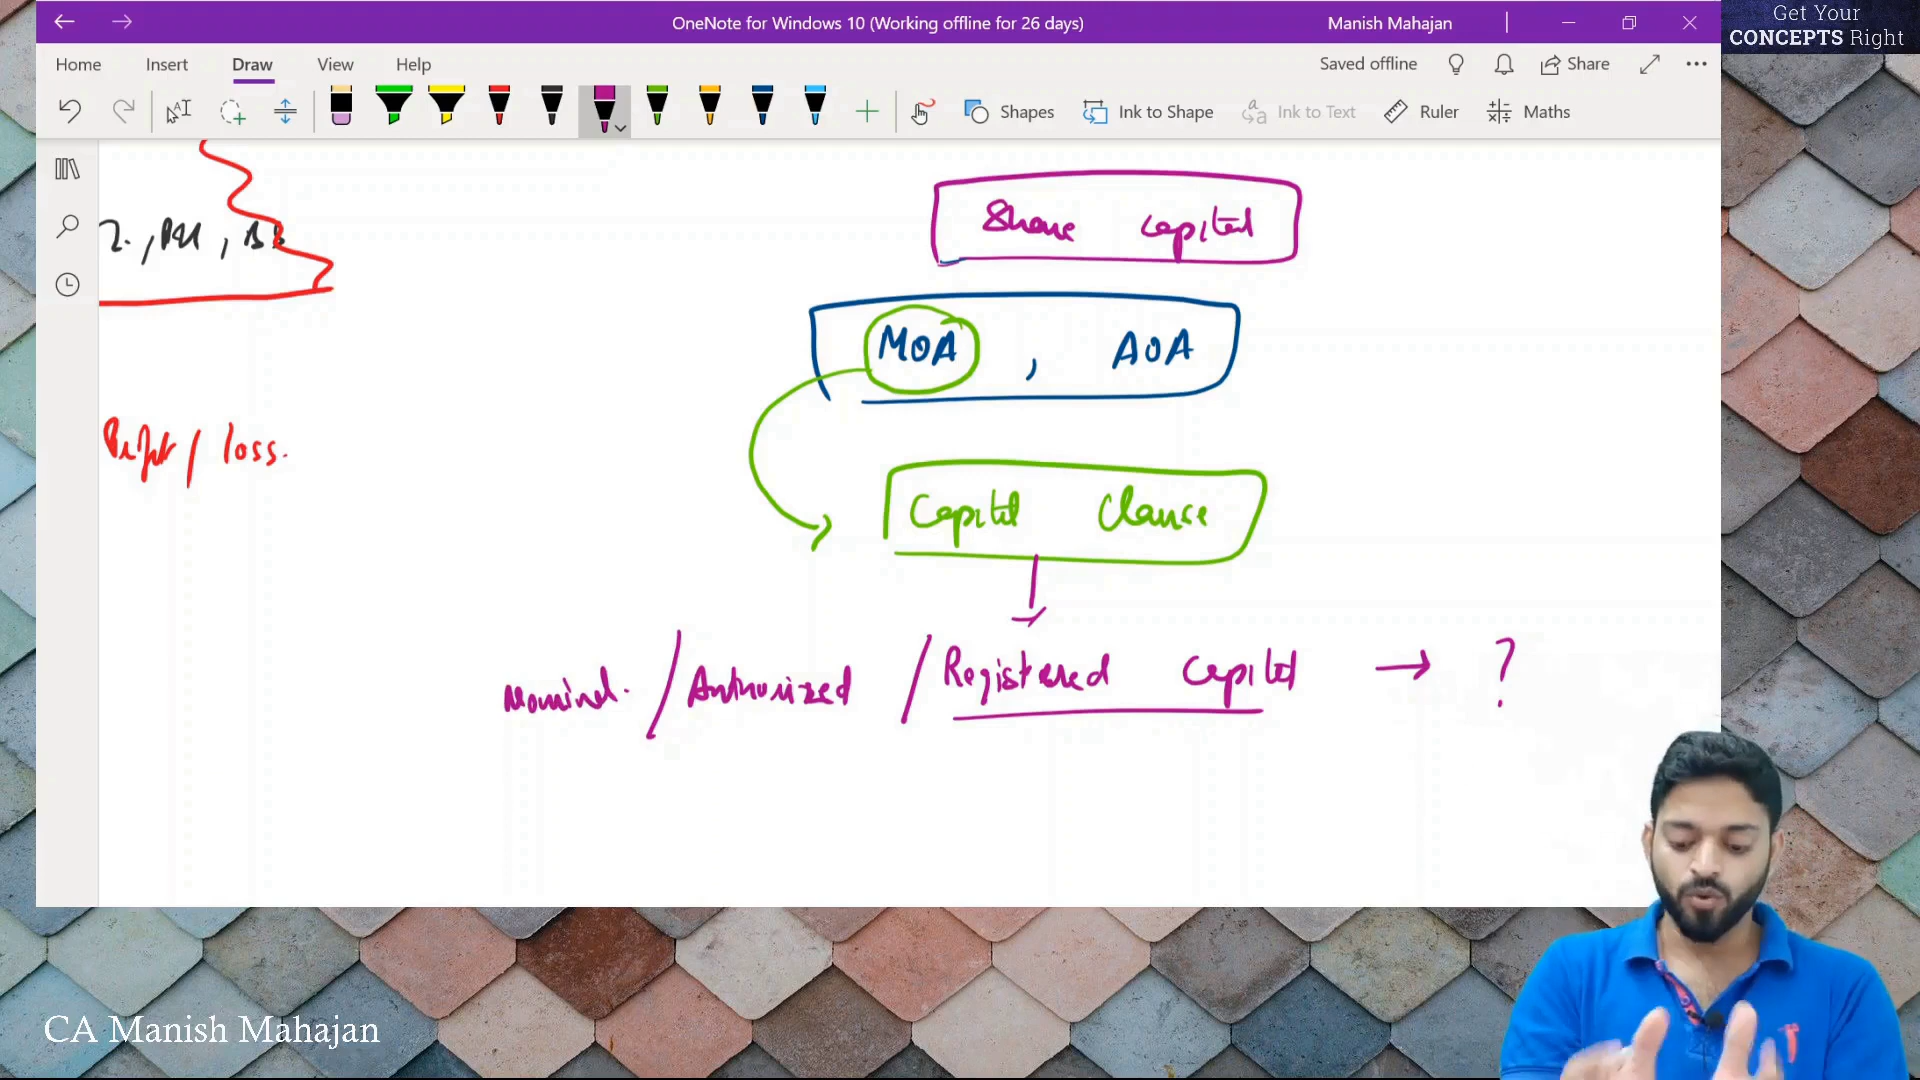 Get Your
CONCEPTS Right
OneNote for Windows 10 (Working offline for 26 days)
Manish Mahajan
Home Insert Draw View Help
Saved offline
Share
Shapes
Ink to Shape
Ink to Text
Ruler
Maths
Share Capital
MOA , AOA
Capital Clause
Profit / loss.
Nominal. / Authorized / Registered Capital → ?
CA Manish Mahajan